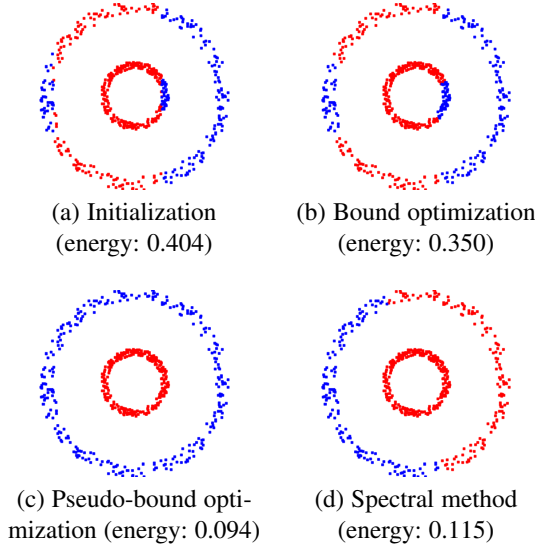 (a) Initialization
(energy: 0.404)
(b) Bound optimization
(energy: 0.350)
(c) Pseudo-bound opti-
mization (energy: 0.094)
(d) Spectral method
(energy: 0.115)